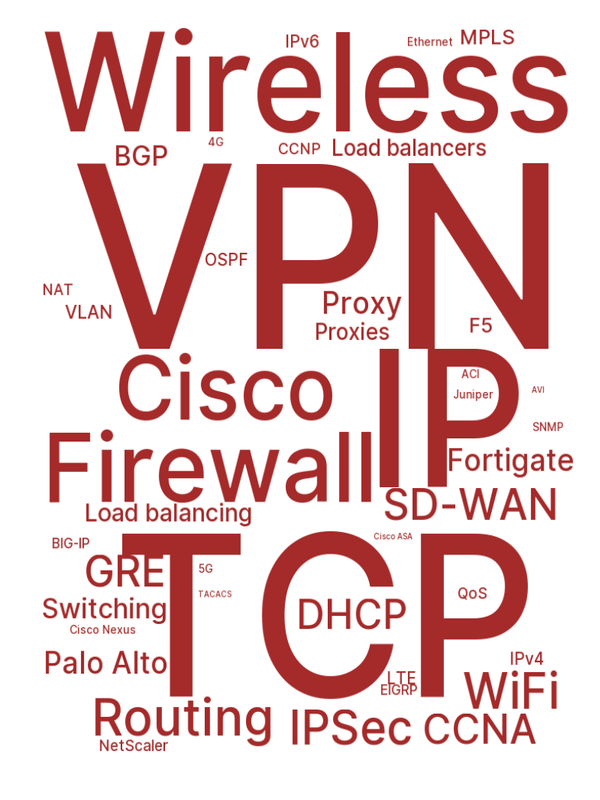 Wireless
IPv6
Ethernet
MPLS
BGP
4G
CCNP
Load balancers
VPN
OSPF
NAT
VLAN
Proxy
Proxies
F5
Cisco
IP
ACI
Juniper
AVI
SNMP
Firewall
Fortigate
SD-WAN
Load balancing
BIG-IP
TCP
Cisco ASA
GRE
5G
TACACS
QoS
Switching
DHCP
Cisco Nexus
Palo Alto
IPv4
LTE
EIGRP
WiFi
Routing
IPSec
CCNA
NetScaler